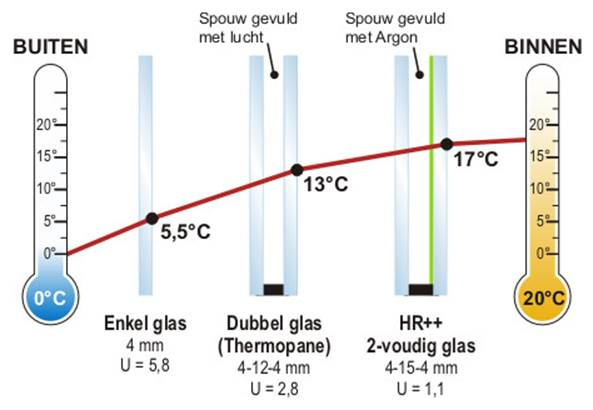 Spouw gevuld
met lucht
Spouw gevuld
met Argon
BUITEN
BINNEN
20°
15°
10°
5°
0°
0°C
5,5°C
13°C
17°C
20°
15°
10°
5°
0°
20°C
Enkel glas
4 mm
U = 5,8
Dubbel glas
(Thermopane)
4-12-4 mm
U = 2,8
HR++
2-voudig glas
4-15-4 mm
U = 1,1